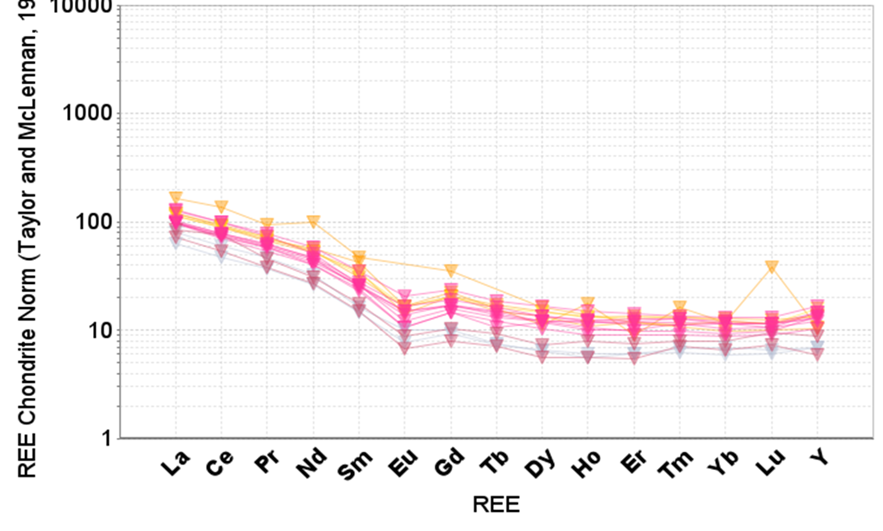 REE Chondrite Norm (Taylor and McLennan, 19
10000
1000
100
10
1
La Ce Pr Nd Sm Eu Gd Tb Dy Ho Er Tm Yb Lu Y
REE